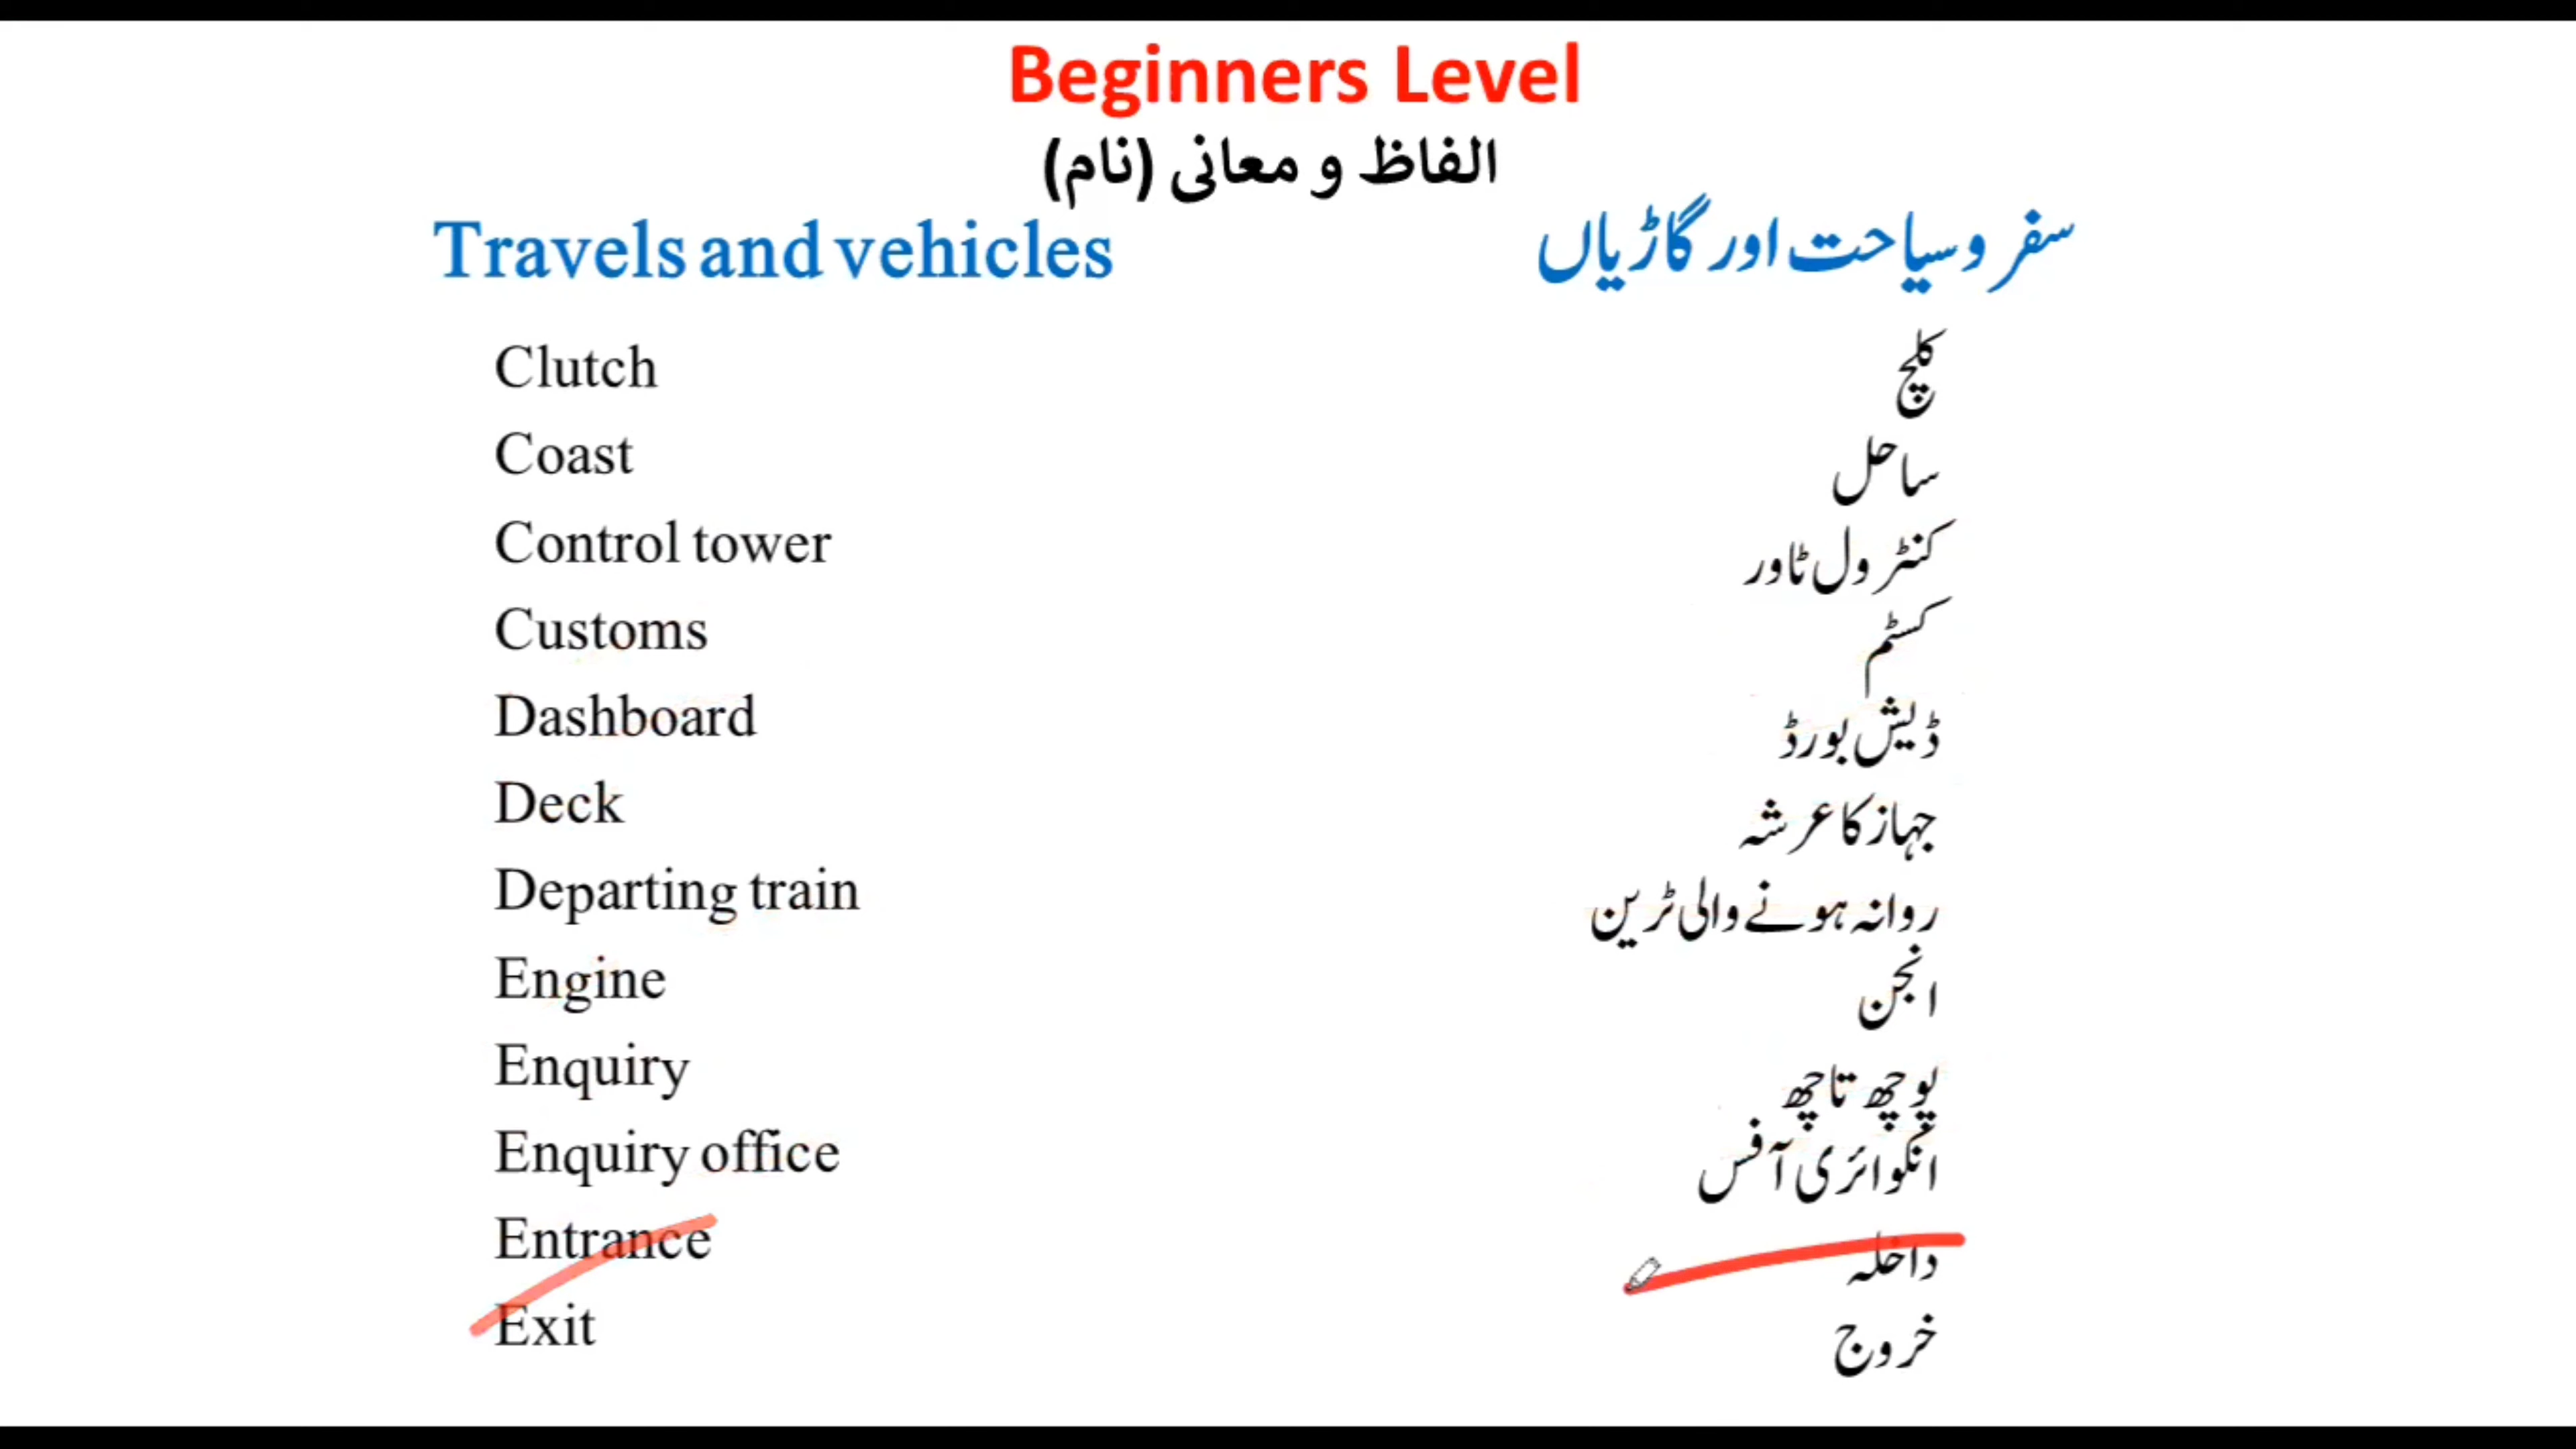 Beginners Level
الفاظ و معانی (نام)
Travels and vehicles سفر و سیاحت اور گاڑیاں
Clutch کلچ
Coast ساحل
Control tower کنٹرول ٹاور
Customs کسٹم
Dashboard ڈیش بورڈ
Deck جہاز کا عرشہ
Departing train روانہ ہونے والی ٹرین
Engine انجن
Enquiry پوچھ تاچھ
Enquiry office انکوائری آفس
Entrance داخلہ
Exit خروج